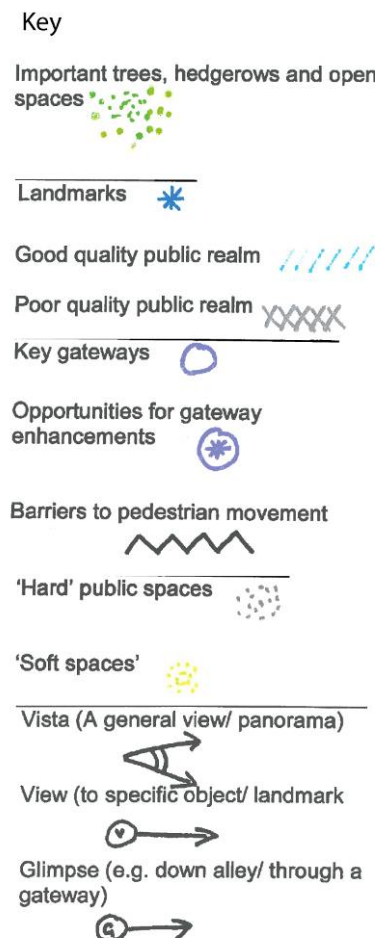 Key
Important trees, hedgerows and open
spaces
Landmarks
Good quality public realm
Poor quality public realm
Key gateways
Opportunities for gateway
enhancements
Barriers to pedestrian movement
'Hard' public spaces
'Soft spaces'
Vista (A general view/ panorama)
View (to specific object/ landmark
V
Glimpse (e.g. down alley/ through a
gateway)
G